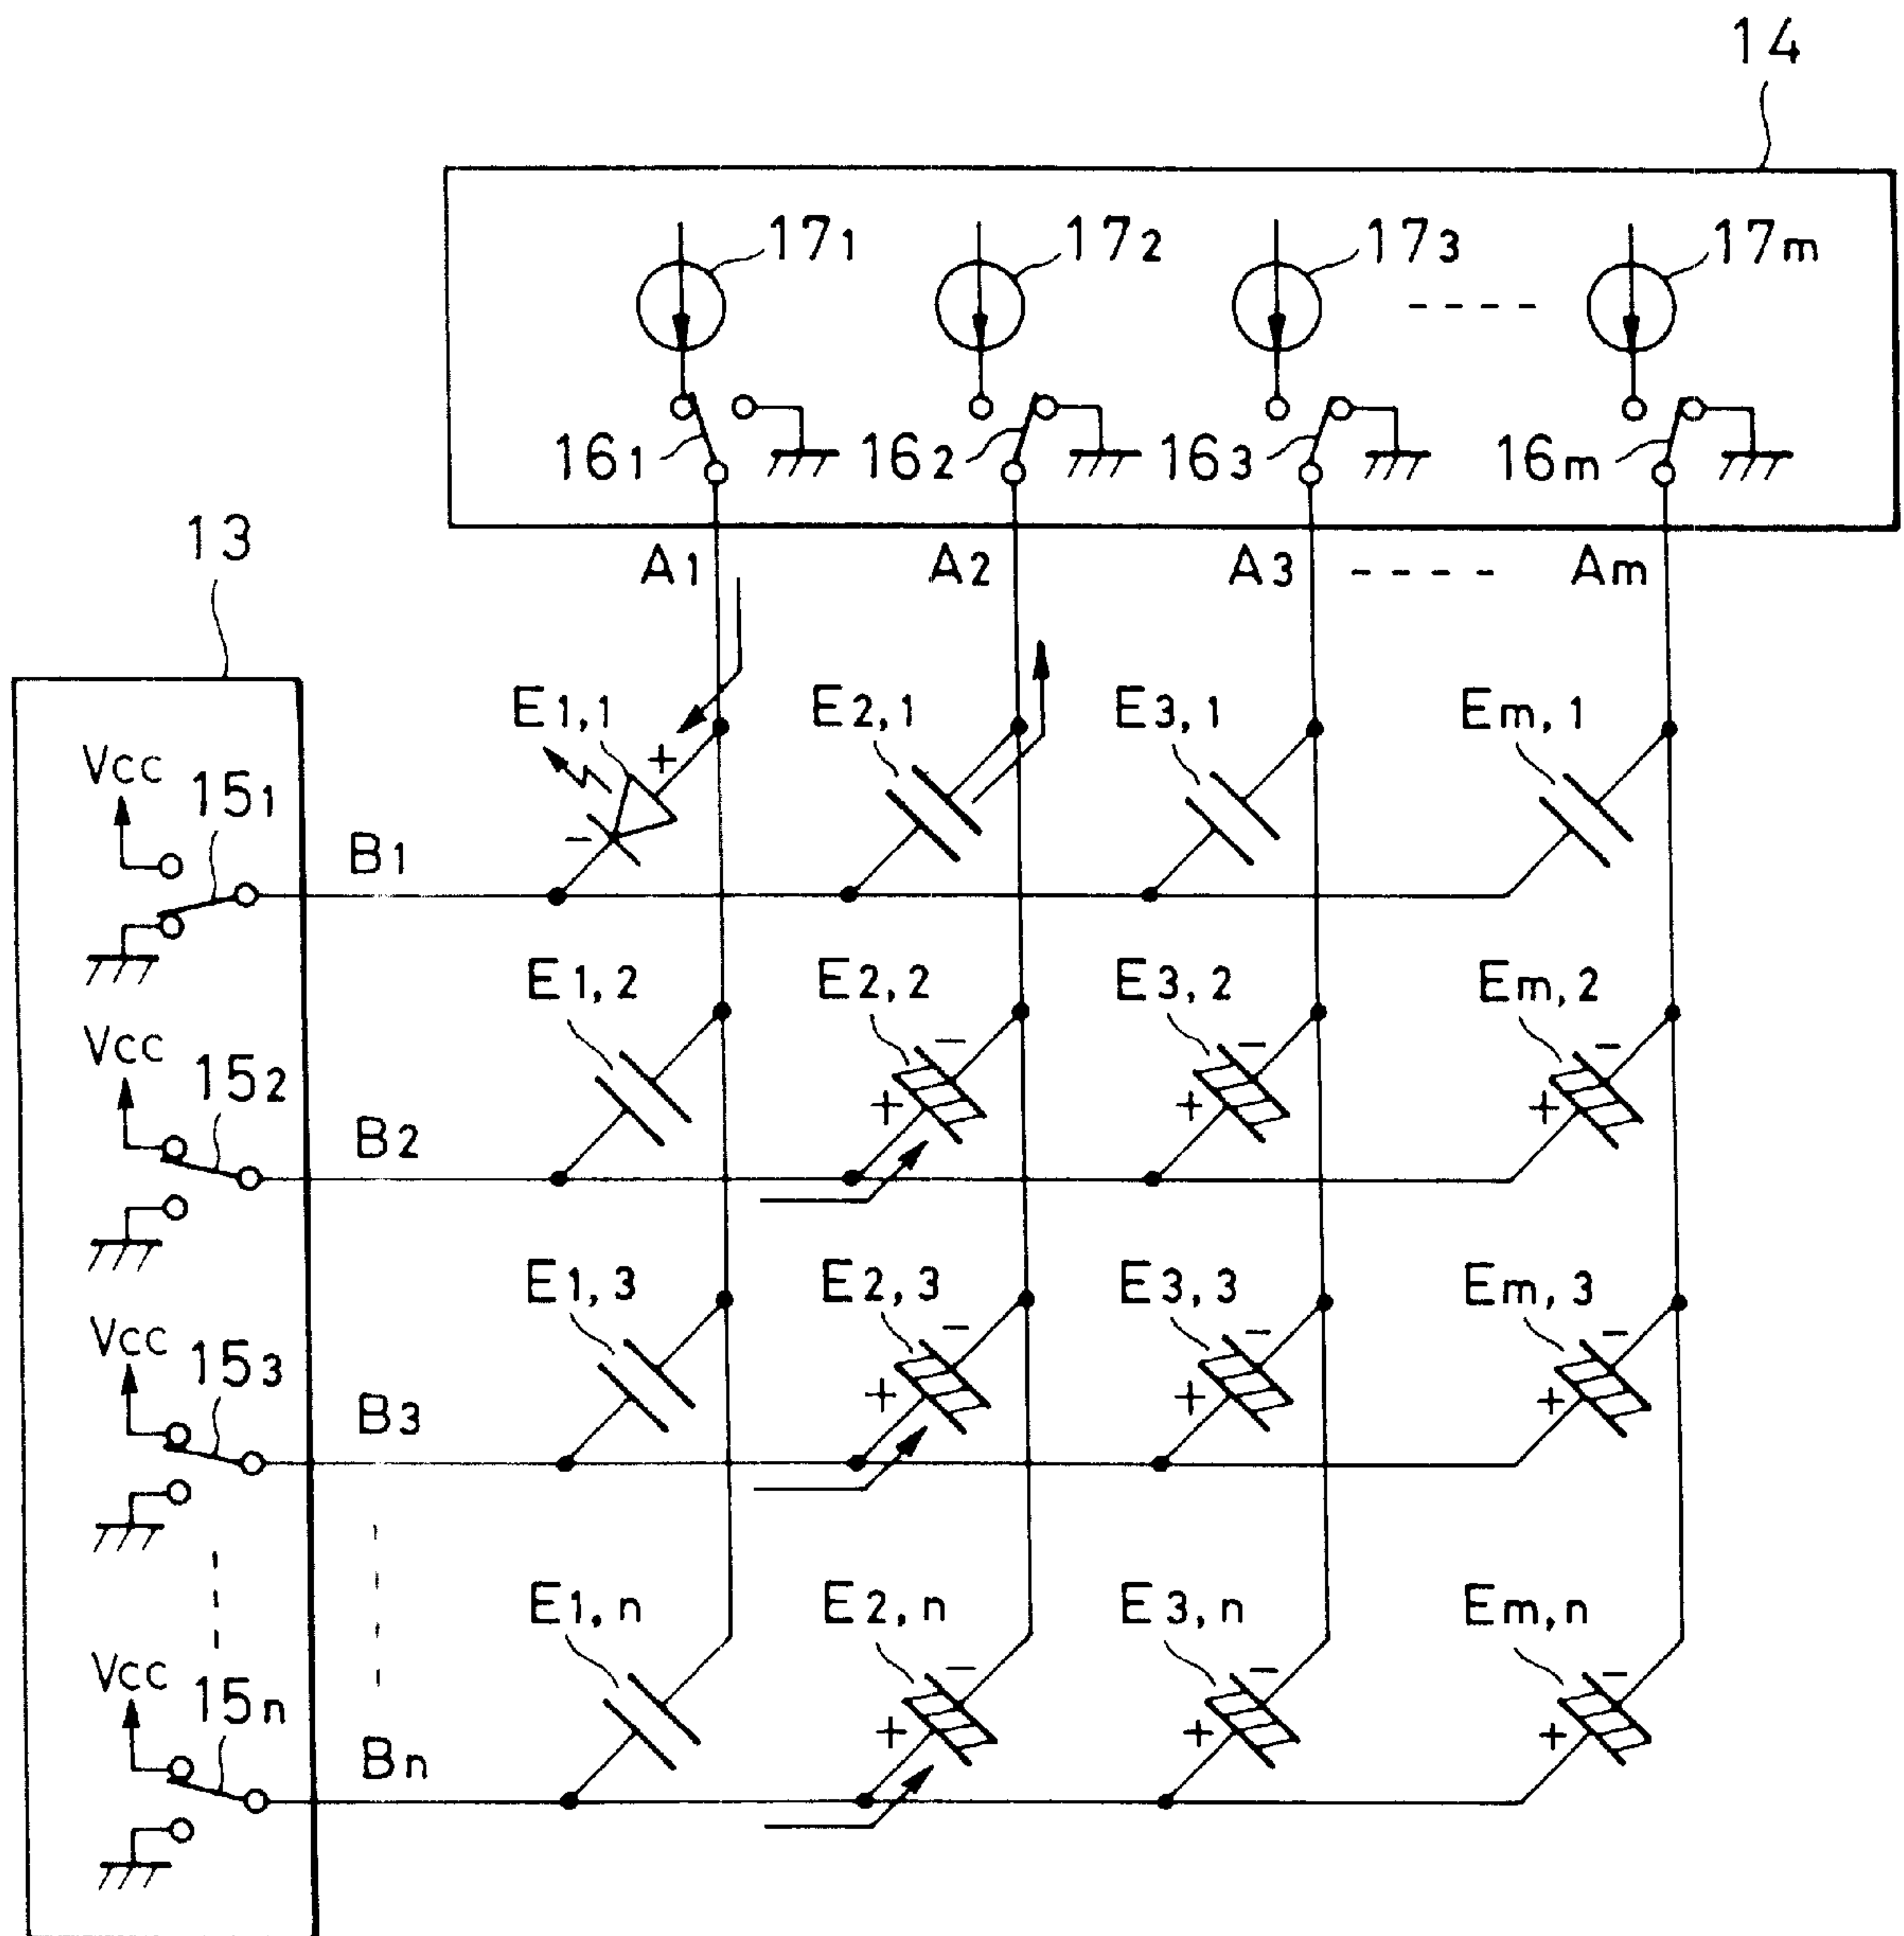 14
17₁ 17₂ 17₃ ---- 17m
16₁ 16₂ 16₃ 16m
13
A1 A2 A3 ---- Am
E1,1 E2,1 E3,1 Em,1
+
Vcc
15₁
B1
−
E1,2 E2,2 E3,2 Em,2
− − −
Vcc
15₂
B2
+ + +
E1,3 E2,3 E3,3 Em,3
− − −
Vcc
15₃
B3
+ + +
E1,n E2,n E3,n Em,n
− − −
Vcc
15n
Bn
+ + +